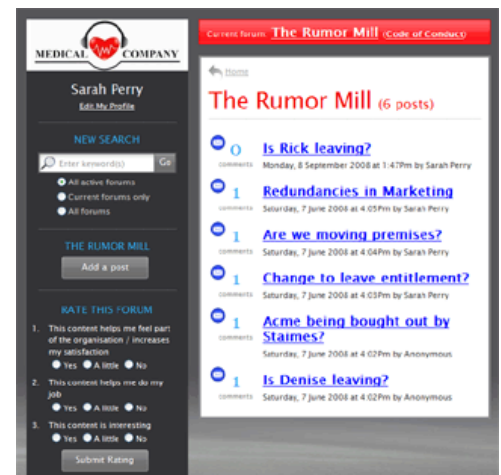 MEDICAL COMPANY
Sarah Perry
Edit My Profile
NEW SEARCH
Enter keyword(s) Go
All active forums
Current forums only
All forums
THE RUMOR MILL
Add a post
RATE THIS FORUM
1. This content helps me feel part
of the organisation / increases
my satisfaction
Yes A little No
2. This content helps me do my
job
Yes A little No
3. This content is interesting
Yes A little No
Submit Rating
Current forum: The Rumor Mill (Code of Conduct)
Home
The Rumor Mill (6 posts)
0 Is Rick leaving?
comments Monday, 8 September 2008 at 1:47Pm by Sarah Perry
1 Redundancies in Marketing
comments Saturday, 7 June 2008 at 4:05Pm by Sarah Perry
1 Are we moving premises?
comments Saturday, 7 June 2008 at 4:04Pm by Sarah Perry
1 Change to leave entitlement?
comments Saturday, 7 June 2008 at 4:03Pm by Sarah Perry
1 Acme being bought out by
Staimes?
comments Saturday, 7 June 2008 at 4:02Pm by Anonymous
1 Is Denise leaving?
comments Saturday, 7 June 2008 at 4:02Pm by Anonymous